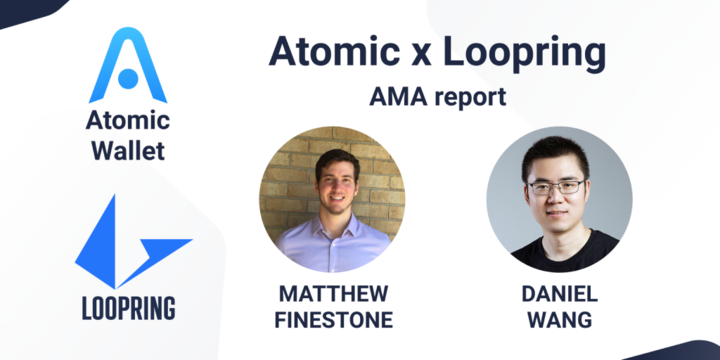 Atomic
Wallet
LOOPRING
Atomic x Loopring
AMA report
MATTHEW
FINESTONE
DANIEL
WANG